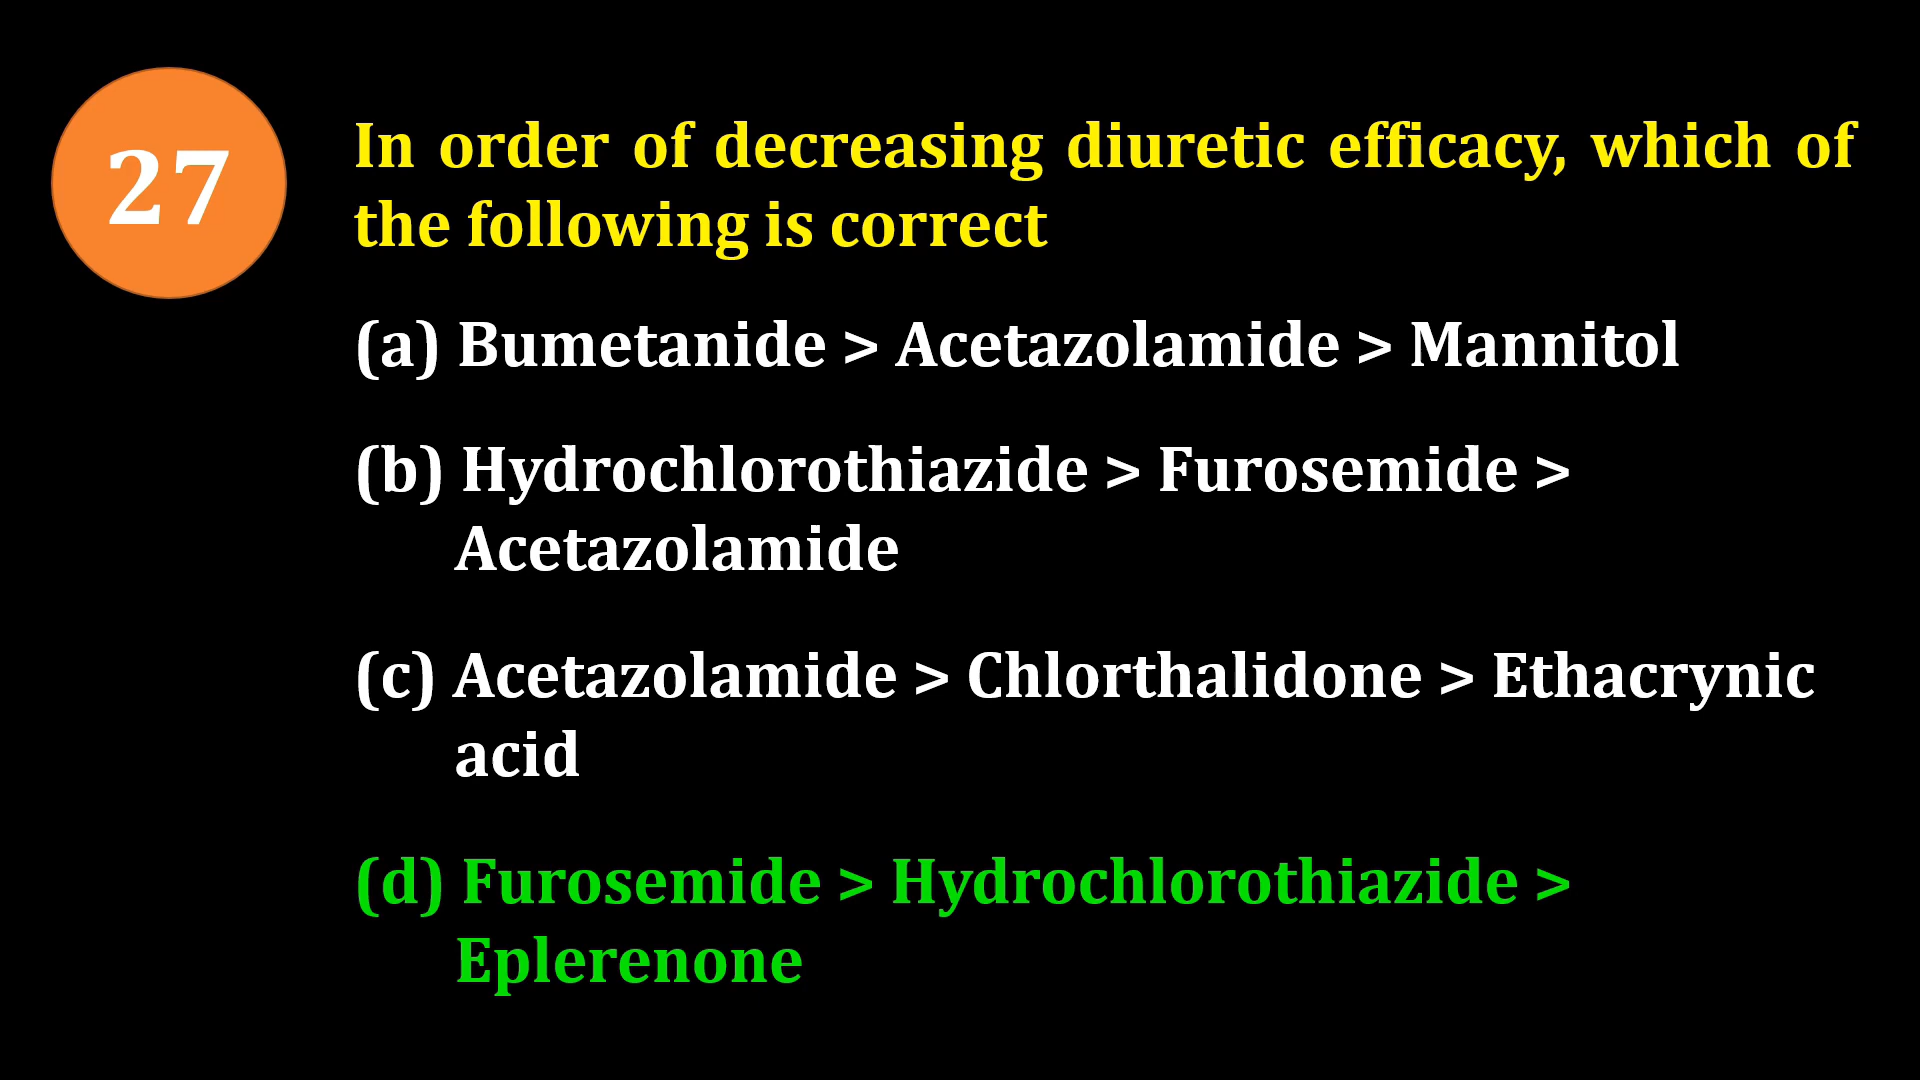 27
In order of decreasing diuretic efficacy, which of
the following is correct
(a) Bumetanide > Acetazolamide > Mannitol
(b) Hydrochlorothiazide > Furosemide >
Acetazolamide
(c) Acetazolamide > Chlorthalidone > Ethacrynic
acid
(d) Furosemide > Hydrochlorothiazide >
Eplerenone